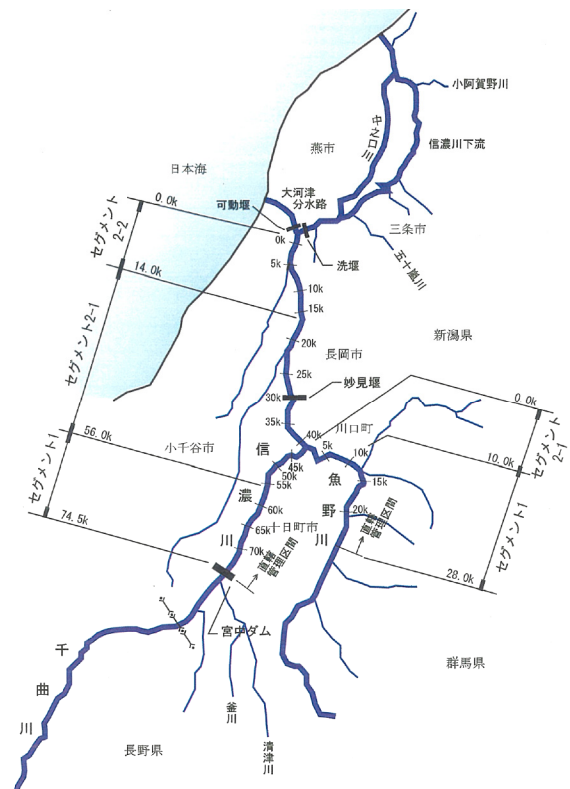 小阿賀野川
中之口川
燕市
信濃川下流
日本海
大河津
分水路
可動堰
0.0k
セグメント
2-2
三条市
0k
洗堰
五十嵐川
5k
14.0k
10k
15k
新潟県
20k
セグメント2-1
長岡市
25k
妙見堰
30k
0.0k
35k
川口町
40k
56.0k
小千谷市
信
45k
50k
55k
5k
10k
10.0k
セグメント
2-1
魚
15k
セグメント1
濃
60k
野
20k
直轄
管理区間
74.5k
65k
十日町市
川
70k
川
直轄
管理区間
セグメント1
28.0k
宮中ダム
千
曲
川
群馬県
釜川
清津川
長野県